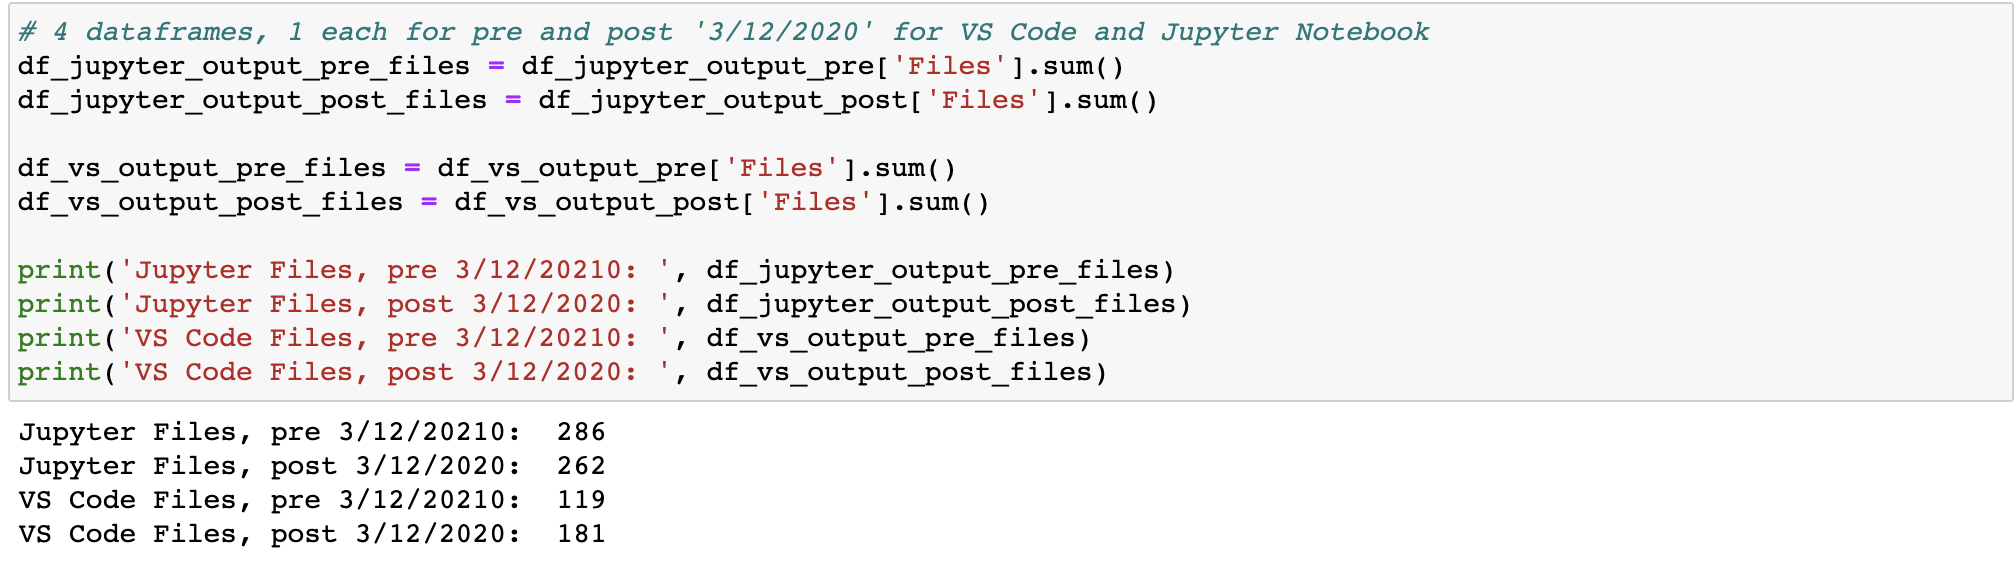 # 4 dataframes, 1 each for pre and post '3/12/2020' for VS Code and Jupyter Notebook
df_jupyter_output_pre_files = df_jupyter_output_pre['Files'].sum()
df_jupyter_output_post_files = df_jupyter_output_post['Files'].sum()
df_vs_output_pre_files = df_vs_output_pre['Files'].sum()
df_vs_output_post_files = df_vs_output_post['Files'].sum()
print('Jupyter Files, pre 3/12/20210: ', df_jupyter_output_pre_files)
print('Jupyter Files, post 3/12/2020: ', df_jupyter_output_post_files)
print('VS Code Files, pre 3/12/20210: ', df_vs_output_pre_files)
print('VS Code Files, post 3/12/2020: ', df_vs_output_post_files)
Jupyter Files, pre 3/12/20210:  286
Jupyter Files, post 3/12/2020:  262
VS Code Files, pre 3/12/20210:  119
VS Code Files, post 3/12/2020:  181